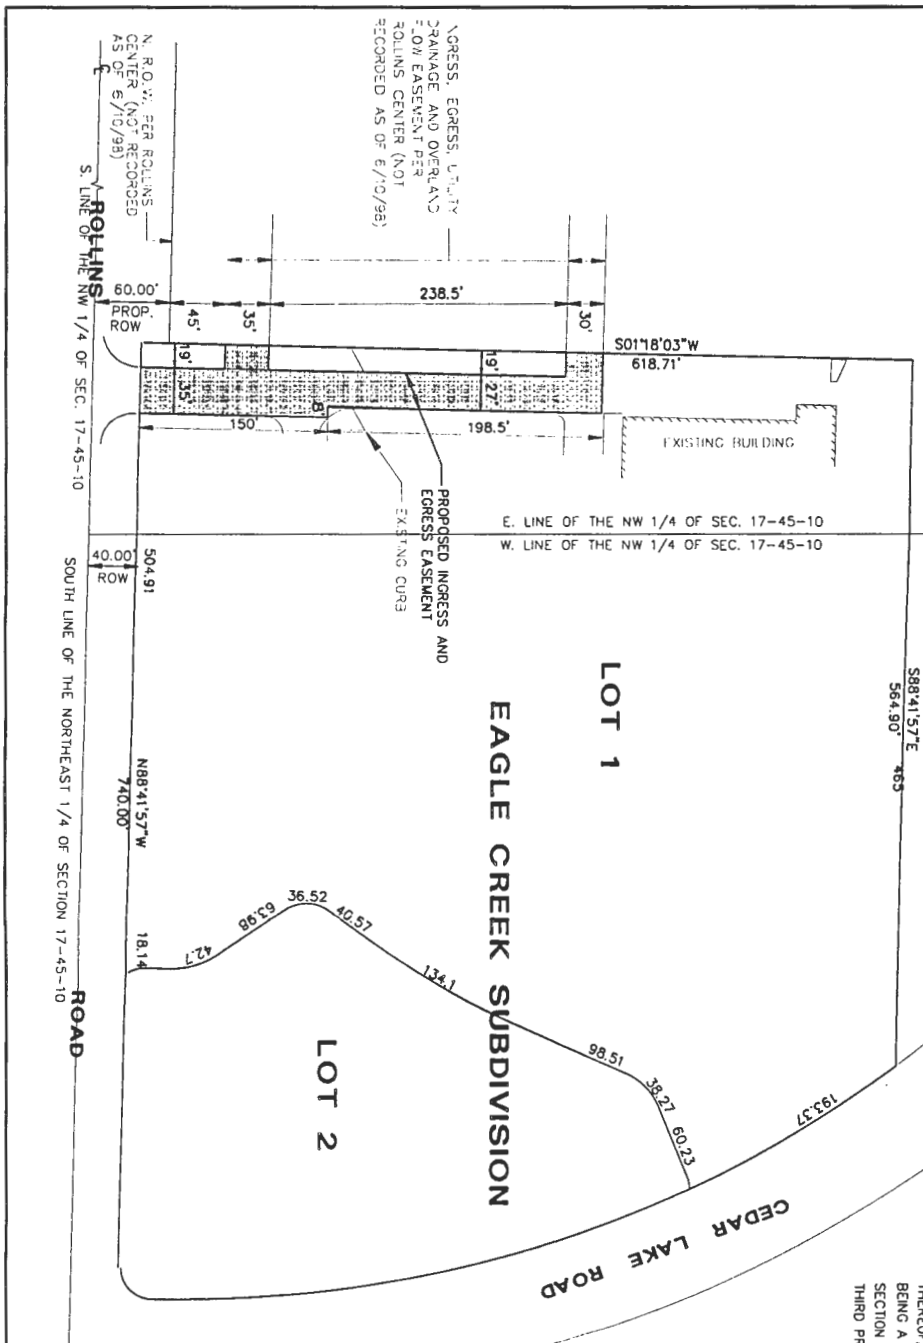 DRAINAGE AND OVERLAND
FLOW EASEMENT PER
ROLLINS CENTER (NOT
RECORDED AS OF 6/10/98)
N. R.O.W. PER ROLLINS
CENTER (NOT RECORDED
AS OF 6/10/98)
ROLLINS
S. LINE OF THE NW 1/4 OF SEC. 17-45-10
60.00'
PROP.
ROW
45'
35'
238.5'
30'
S01°18'03"W
618.71'
19'
35'
19'
27'
8'
150'
198.5'
EXISTING BUILDING
PROPOSED INGRESS AND
EGRESS EASEMENT
EXISTING CURB
E. LINE OF THE NW 1/4 OF SEC. 17-45-10
W. LINE OF THE NW 1/4 OF SEC. 17-45-10
40.00'
ROW
504.91
SOUTH LINE OF THE NORTHEAST 1/4 OF SECTION 17-45-10
ROAD
N88°41'57"W
740.00'
S88°41'57"E
564.90'
465
LOT 1
EAGLE CREEK SUBDIVISION
LOT 2
18.14
42.7
63.98
36.52
40.57
134.1
98.51
38.27
60.23
193.37
CEDAR LAKE ROAD
BEING A
SECTION